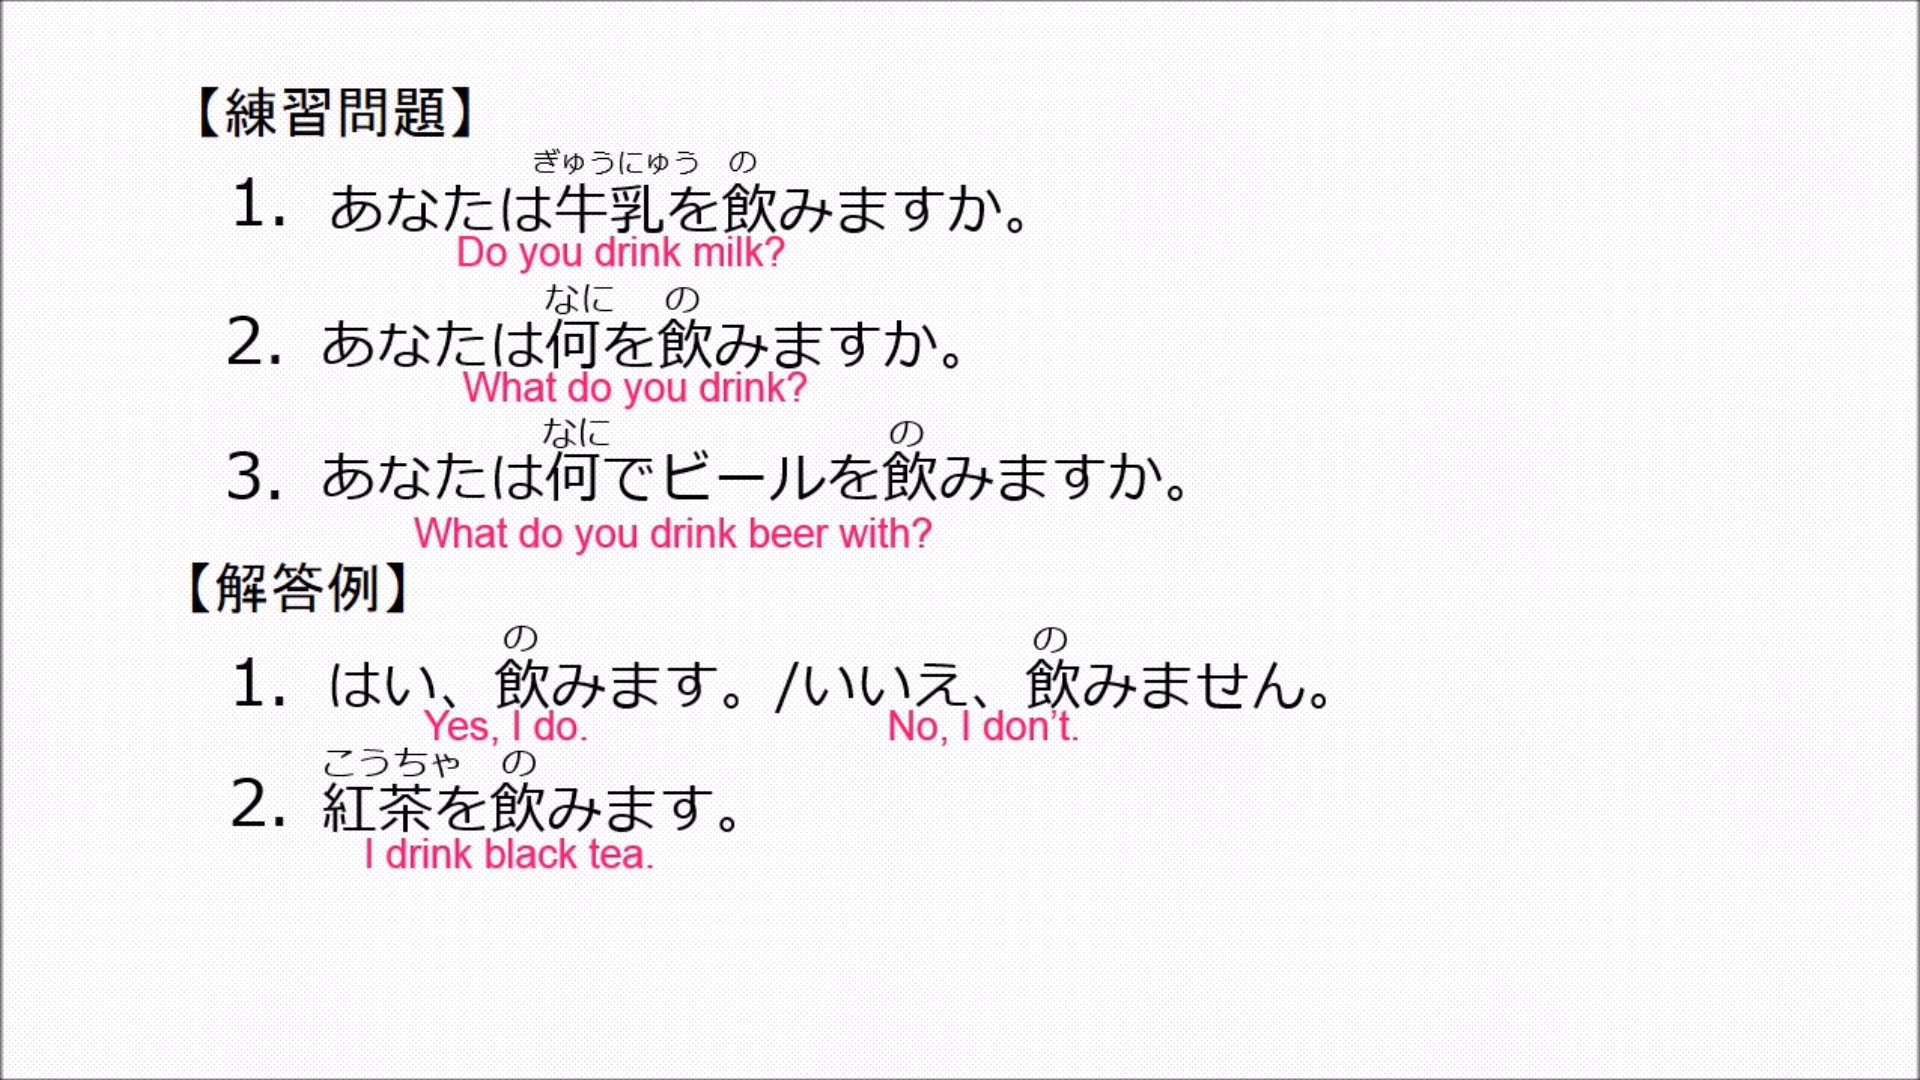 【練習問題】
ぎゅうにゅう の
1. あなたは牛乳を飲みますか。
Do you drink milk?
なに の
2. あなたは何を飲みますか。
What do you drink?
なに の
3. あなたは何でビールを飲みますか。
What do you drink beer with?
【解答例】
の の
1. はい、飲みます。/いいえ、飲みません。
Yes, I do. No, I don’t.
こうちゃ の
2. 紅茶を飲みます。
I drink black tea.